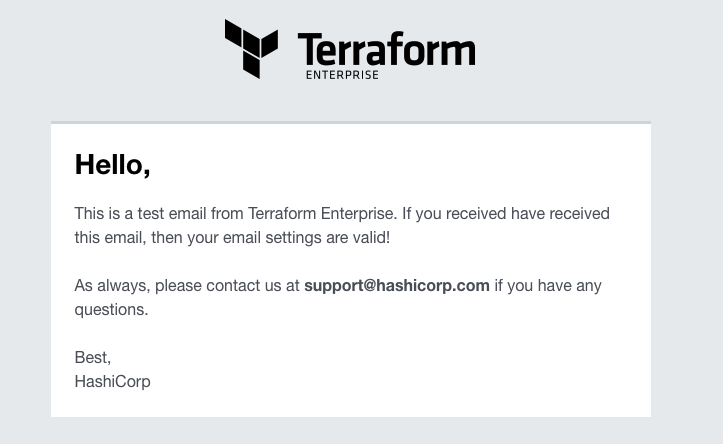 Terraform
ENTERPRISE
Hello,
This is a test email from Terraform Enterprise. If you received have received
this email, then your email settings are valid!
As always, please contact us at support@hashicorp.com if you have any
questions.
Best,
HashiCorp